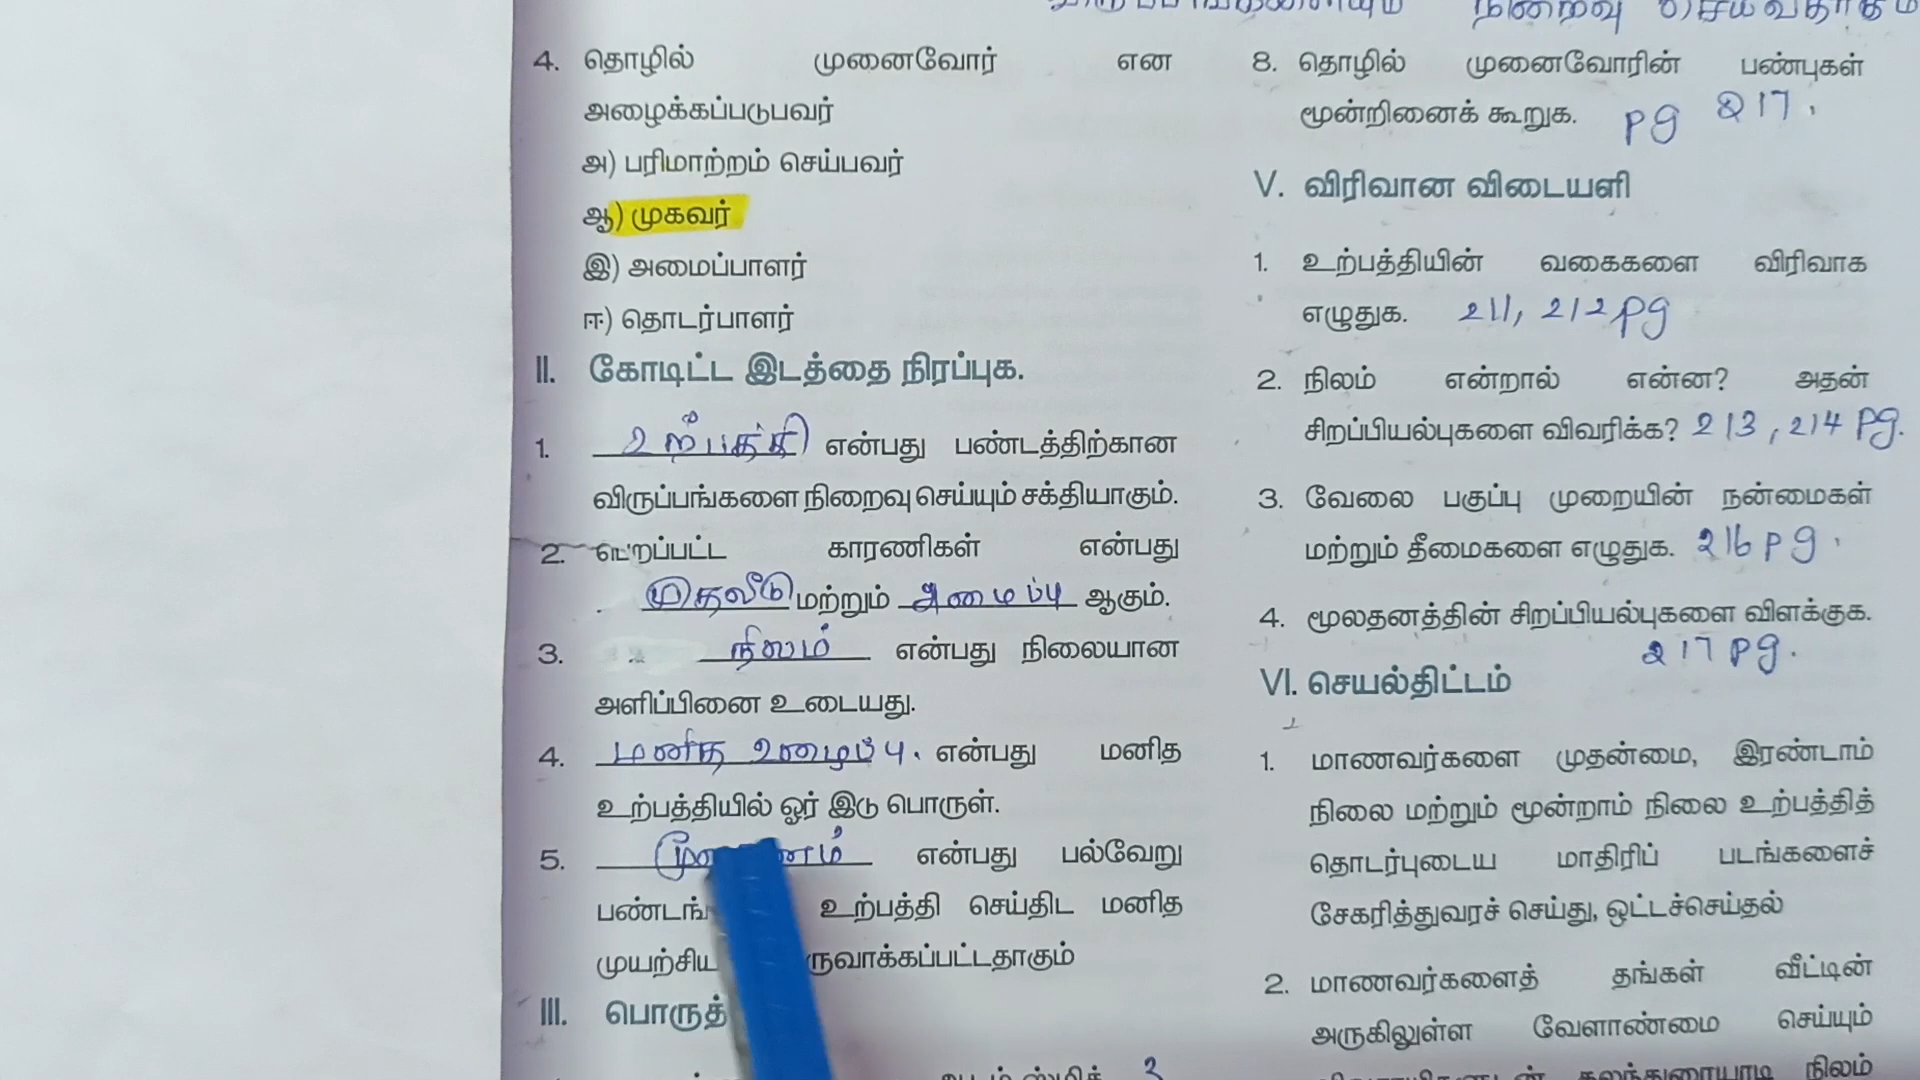 4. தொழில் முனைவோர் என
அழைக்கப்படுபவர்
அ) பரிமாற்றம் செய்பவர்
ஆ) முகவர்
இ) அமைப்பாளர்
ஈ) தொடர்பாளர்
II. கோடிட்ட இடத்தை நிரப்புக.
1. உற்பத்தி என்பது பண்டத்திற்கான
விருப்பங்களை நிறைவு செய்யும் சக்தியாகும்.
2. பெறப்பட்ட காரணிகள் என்பது
முதலீடு மற்றும் அமைப்பு ஆகும்.
3. நிலம் என்பது நிலையான
அளிப்பினை உடையது.
4. மனித உழைப்பு. என்பது மனித
உற்பத்தியில் ஓர் இடு பொருள்.
5. என்பது பல்வேறு
உற்பத்தி செய்திட மனித
III.
நிறைவு செய்வதாகும்
8. தொழில் முனைவோரின் பண்புகள்
மூன்றினைக் கூறுக. pg 217.
V. விரிவான விடையளி
1. உற்பத்தியின் வகைகளை விரிவாக
எழுதுக. 211, 212 pg
2. நிலம் என்றால் என்ன? அதன்
சிறப்பியல்புகளை விவரிக்க? 213, 214 Pg.
3. வேலை பகுப்பு முறையின் நன்மைகள்
மற்றும் தீமைகளை எழுதுக. 216 pg.
4. மூலதனத்தின் சிறப்பியல்புகளை விளக்குக.
217 pg.
VI. செயல்திட்டம்
1. மாணவர்களை முதன்மை, இரண்டாம்
நிலை மற்றும் மூன்றாம் நிலை உற்பத்தித்
தொடர்புடைய மாதிரிப் படங்களைச்
சேகரித்துவரச் செய்து, ஒட்டச்செய்தல்
2. மாணவர்களைத் தங்கள் வீட்டின்
அருகிலுள்ள வேளாண்மை செய்யும்
நிலம்